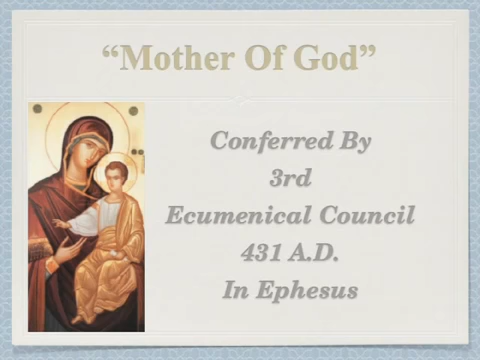 “Mother Of God”
Conferred By
3rd
Ecumenical Council
431 A.D.
In Ephesus